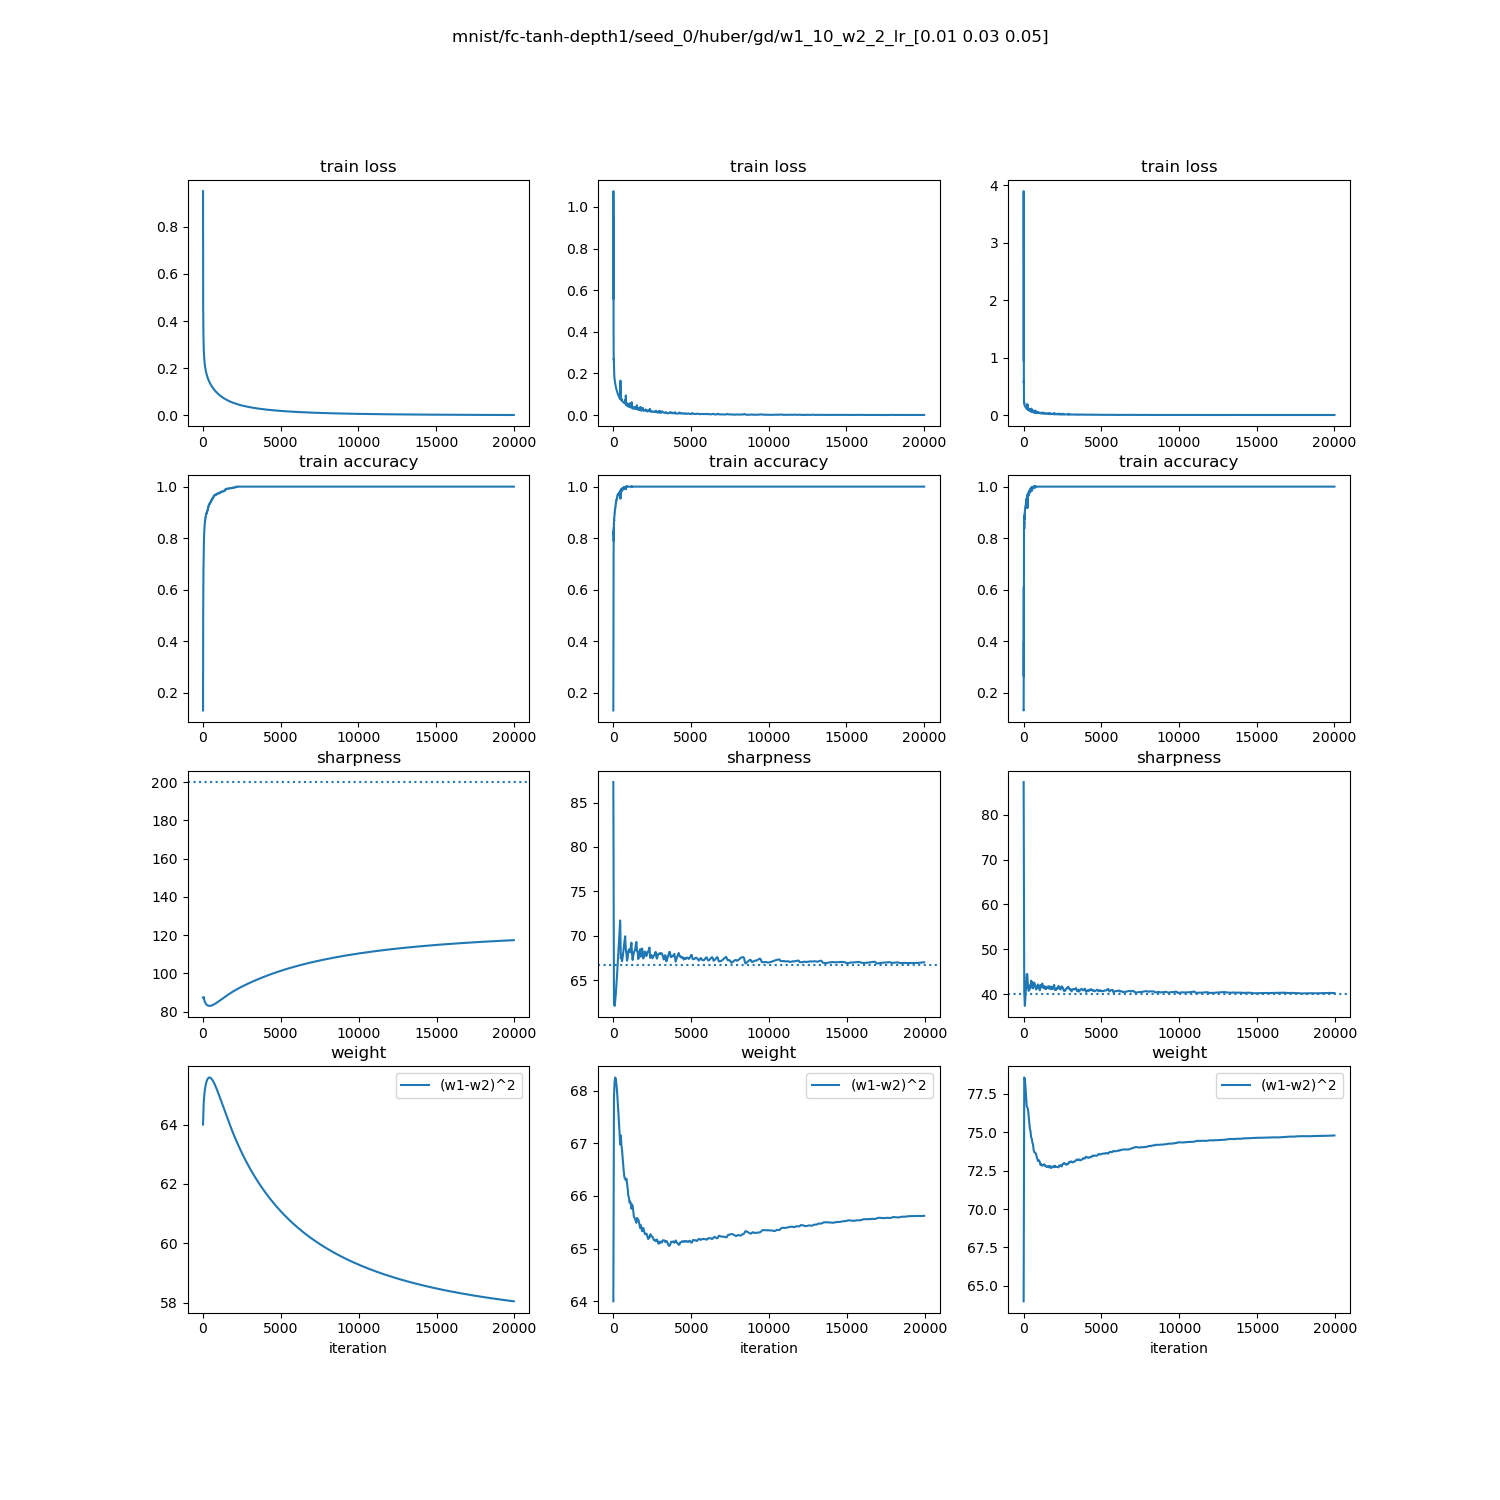 mnist/fc-tanh-depth1/seed_0/huber/gd/w1_10_w2_2_lr_[0.01 0.03 0.05]
train loss
0.8
0.6
0.4
0.2
0.0
0 5000 10000 15000 20000
train loss
1.0
0.8
0.6
0.4
0.2
0.0
0 5000 10000 15000 20000
train loss
4
3
2
1
0
0 5000 10000 15000 20000
train accuracy
1.0
0.8
0.6
0.4
0.2
0 5000 10000 15000 20000
train accuracy
1.0
0.8
0.6
0.4
0.2
0 5000 10000 15000 20000
train accuracy
1.0
0.8
0.6
0.4
0.2
0 5000 10000 15000 20000
sharpness
200
180
160
140
120
100
80
0 5000 10000 15000 20000
sharpness
85
80
75
70
65
0 5000 10000 15000 20000
sharpness
80
70
60
50
40
0 5000 10000 15000 20000
weight
(w1-w2)^2
64
62
60
58
0 5000 10000 15000 20000
iteration
weight
(w1-w2)^2
68
67
66
65
64
0 5000 10000 15000 20000
iteration
weight
(w1-w2)^2
77.5
75.0
72.5
70.0
67.5
65.0
0 5000 10000 15000 20000
iteration